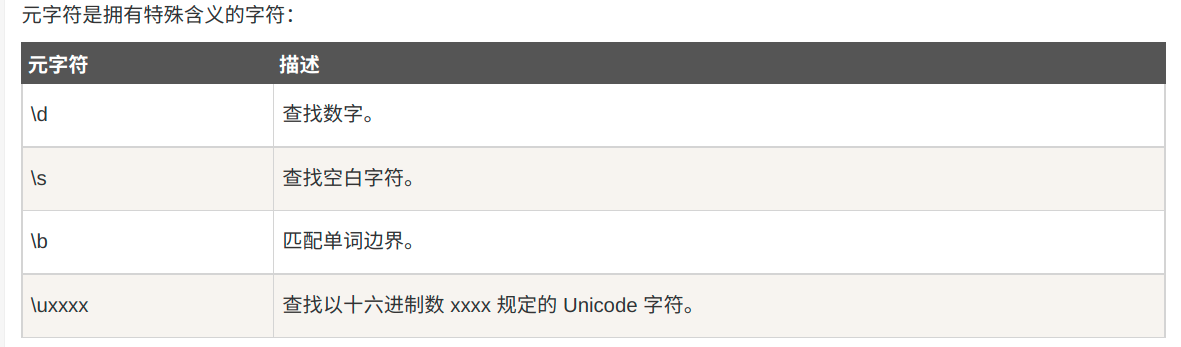 元字符是拥有特殊含义的字符：
元字符 描述
\d 查找数字。
\s 查找空白字符。
\b 匹配单词边界。
\uxxxx 查找以十六进制数 xxxx 规定的 Unicode 字符。